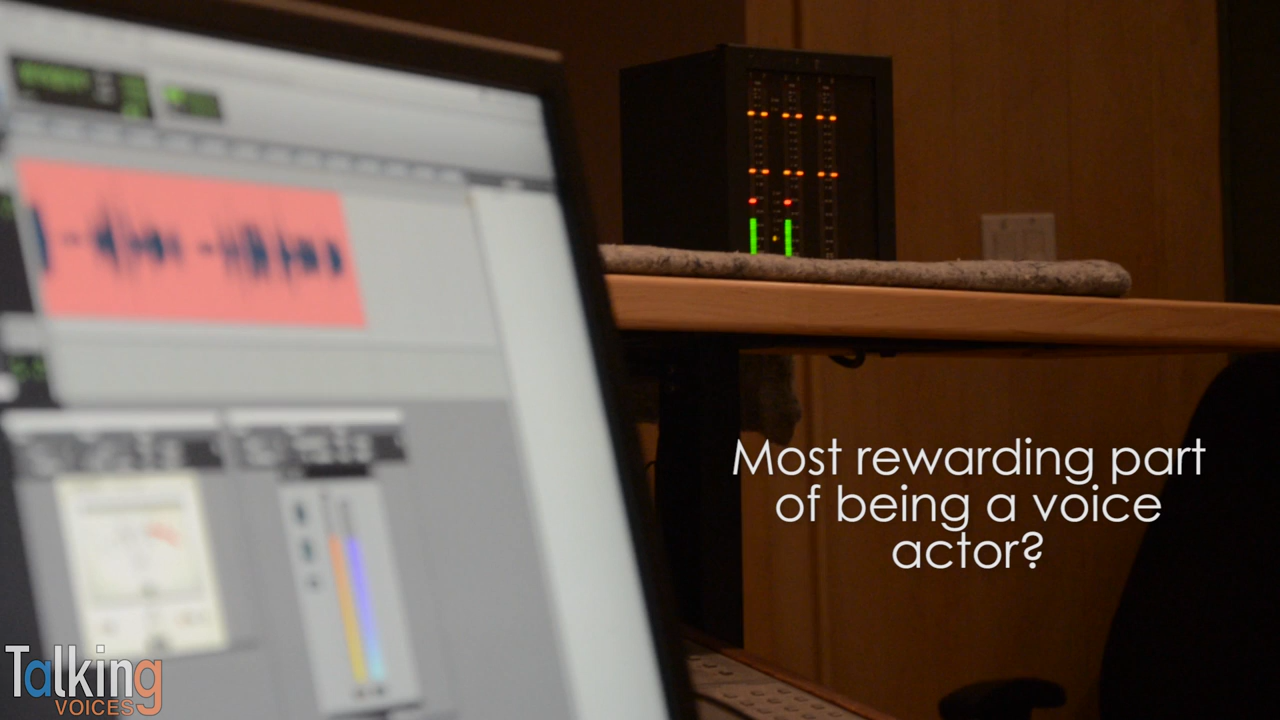 Most rewarding part
of being a voice
actor?
Talking
VOICES